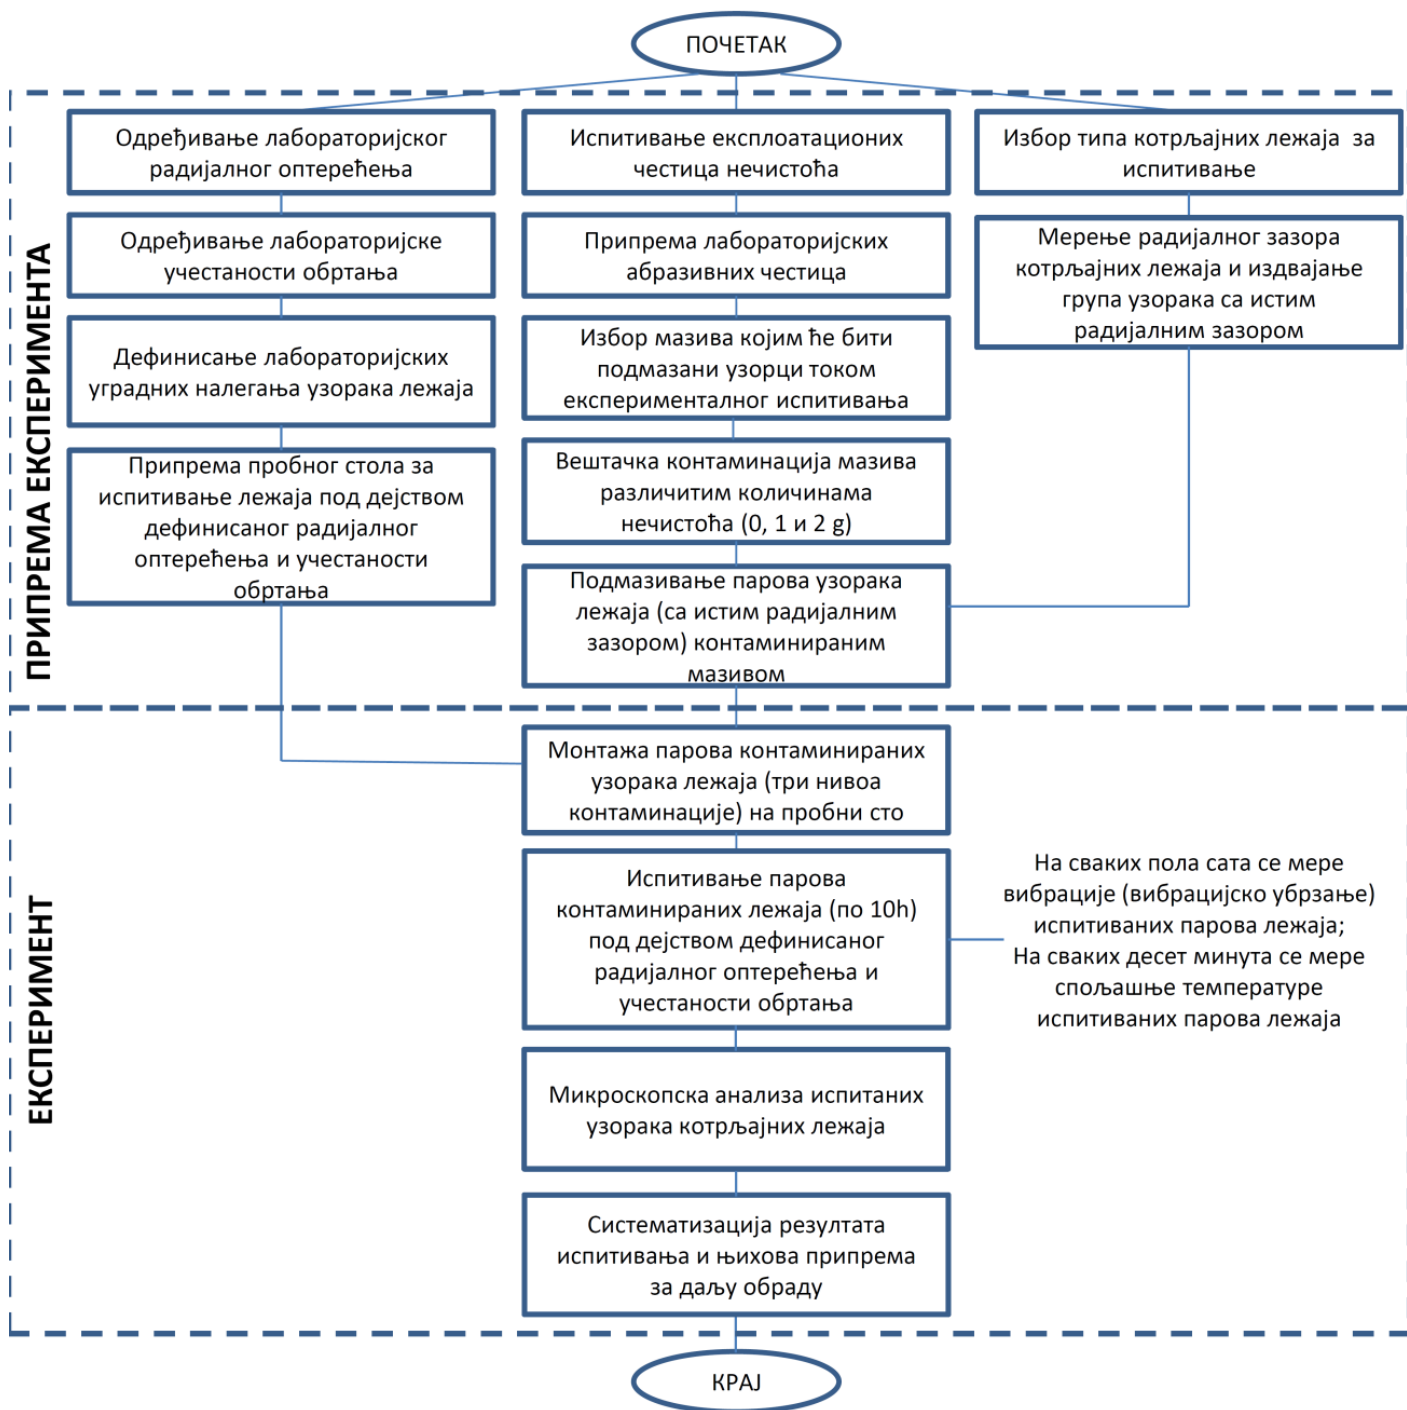 ПОЧЕТАК
ПРИПРЕМА ЕКСПЕРИМЕНТА
Одређивање лабораторијског
радијалног оптерећења
Одређивање лабораторијске
учестаности обртања
Дефинисање лабораторијских
уградних налегања узорака лежаја
Припрема пробног стола за
испитивање лежаја под дејством
дефинисаног радијалног
оптерећења и учестаности
обртања
Испитивање експлоатационих
честица нечистоћа
Припрема лабораторијских
абразивних честица
Избор мазива којим ће бити
подмазани узорци током
експерименталног испитивања
Вештачка контаминација мазива
различитим количинама
нечистоћа (0, 1 и 2 g)
Подмазивање парова узорака
лежаја (са истим радијалним
зазором) контаминираним
мазивом
Избор типа котрљајних лежаја за
испитивање
Мерење радијалног зазора
котрљајних лежаја и издвајање
група узорака са истим
радијалним зазором
ЕКСПЕРИМЕНТ
Монтажа парова контаминираних
узорака лежаја (три нивоа
контаминације) на пробни сто
Испитивање парова
контаминираних лежаја (по 10h)
под дејством дефинисаног
радијалног оптерећења и
учестаности обртања
На сваких пола сата се мере
вибрације (вибрацијско убрзање)
испитиваних парова лежаја;
На сваких десет минута се мере
спољашње температуре
испитиваних парова лежаја
Микроскопска анализа испитаних
узорака котрљајних лежаја
Систематизација резултата
испитивања и њихова припрема
за даљу обраду
КРАЈ